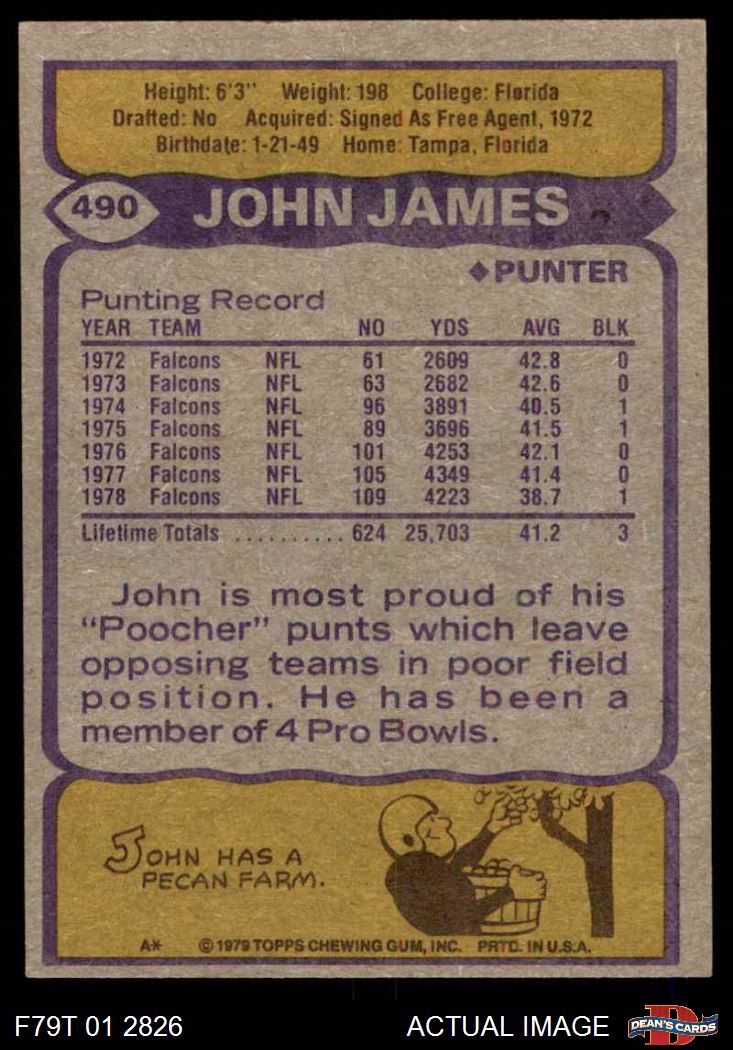 Height: 6'3" Weight: 198 College: Florida
Drafted: No Acquired: Signed As Free Agent, 1972
Birthdate: 1-21-49 Home: Tampa, Florida
490 JOHN JAMES
◆PUNTER
Punting Record
YEAR TEAM NO YDS AVG BLK
1972 Falcons NFL 61 2609 42.8 0
1973 Falcons NFL 63 2682 42.6 0
1974 Falcons NFL 96 3891 40.5 1
1975 Falcons NFL 89 3696 41.5 1
1976 Falcons NFL 101 4253 42.1 0
1977 Falcons NFL 105 4349 41.4 0
1978 Falcons NFL 109 4223 38.7 1
Lifetime Totals .......... 624 25,703 41.2 3
John is most proud of his
"Poocher" punts which leave
opposing teams in poor field
position. He has been a
member of 4 Pro Bowls.
JOHN HAS A
PECAN FARM.
A* ©1979 TOPPS CHEWING GUM, INC. PRTD. IN U.S.A.
F79T 01 2826 ACTUAL IMAGE D DEAN'S CARDS